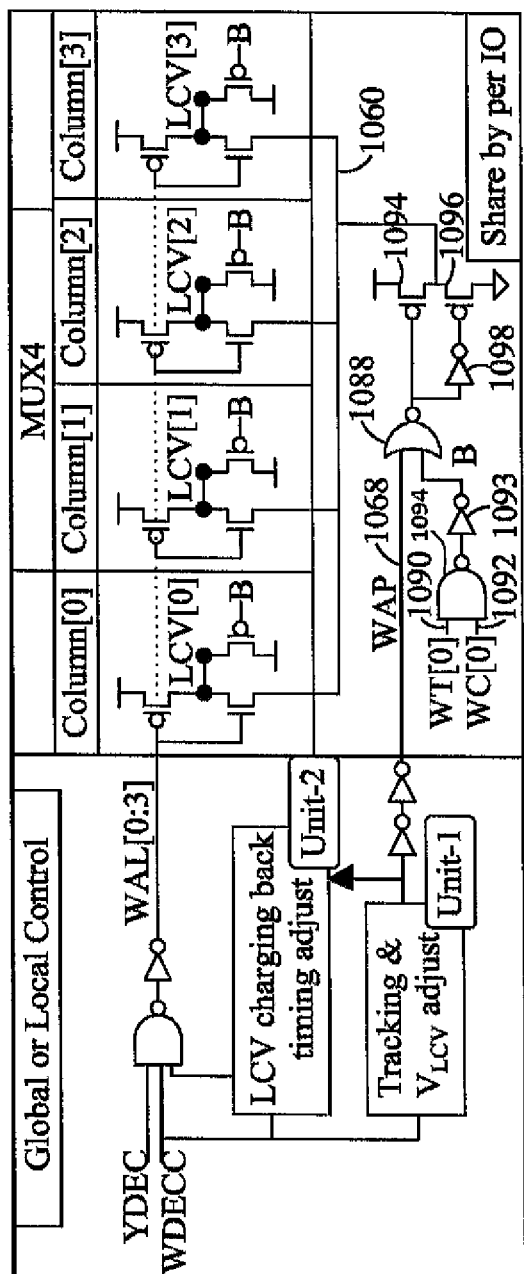 Global or Local Control
MUX4
Column[0] Column[1] Column[2] Column[3]
YDEC
WDECC
WAL[0:3]
LCV[0] LCV[1] LCV[2] LCV[3]
B B B B
LCV charging back
timing adjust
Unit-2
Tracking &
VLCV adjust
Unit-1
1060
WAP
1068
1088
1094
1096
1098
1090
1094
WT[0]
WC[0]
1092
1093
B
Share by per IO